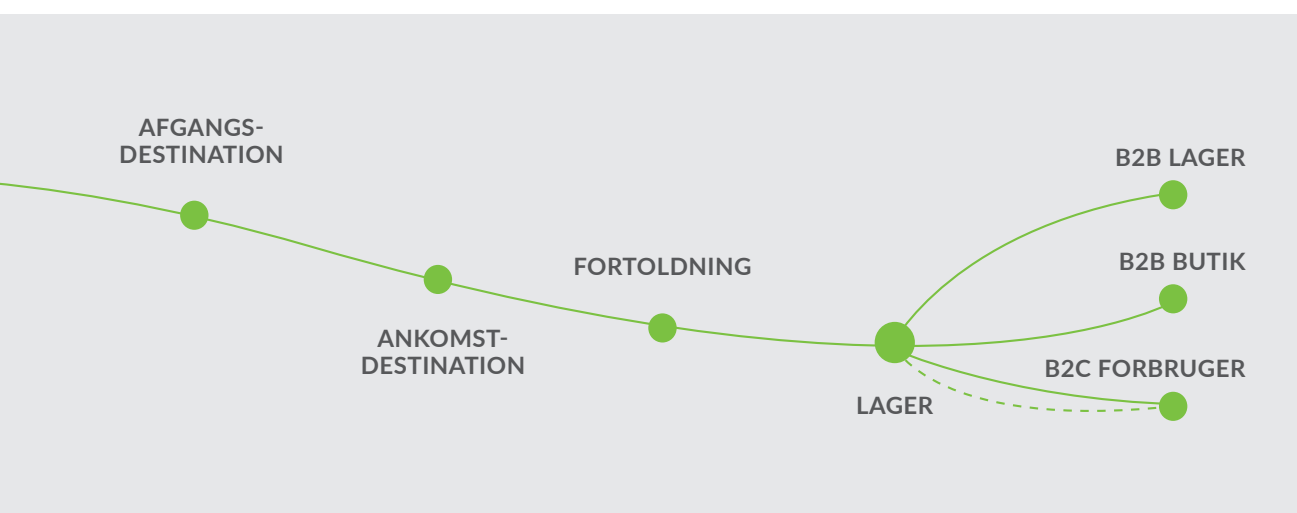 AFGANGS-
DESTINATION
ANKOMST-
DESTINATION
FORTOLDNING
LAGER
B2B LAGER
B2B BUTIK
B2C FORBRUGER